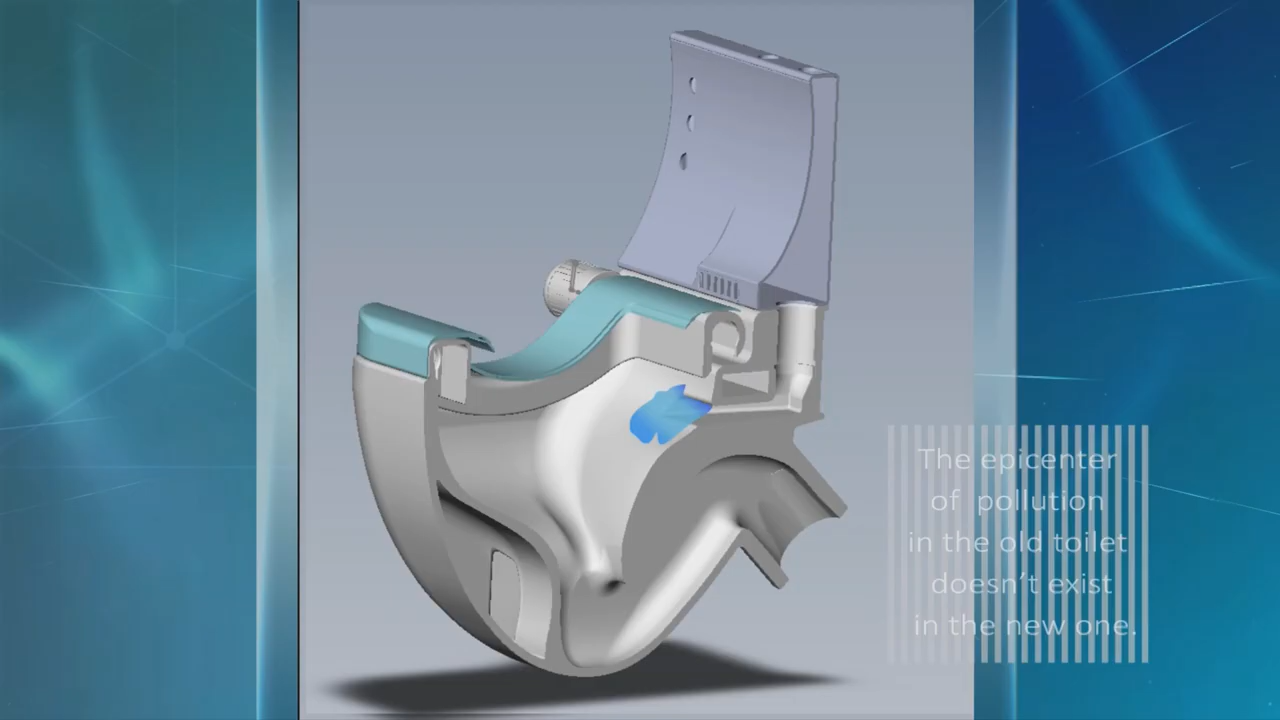 The epicenter
of pollution
in the old toilet
doesn't exist
in the new one.